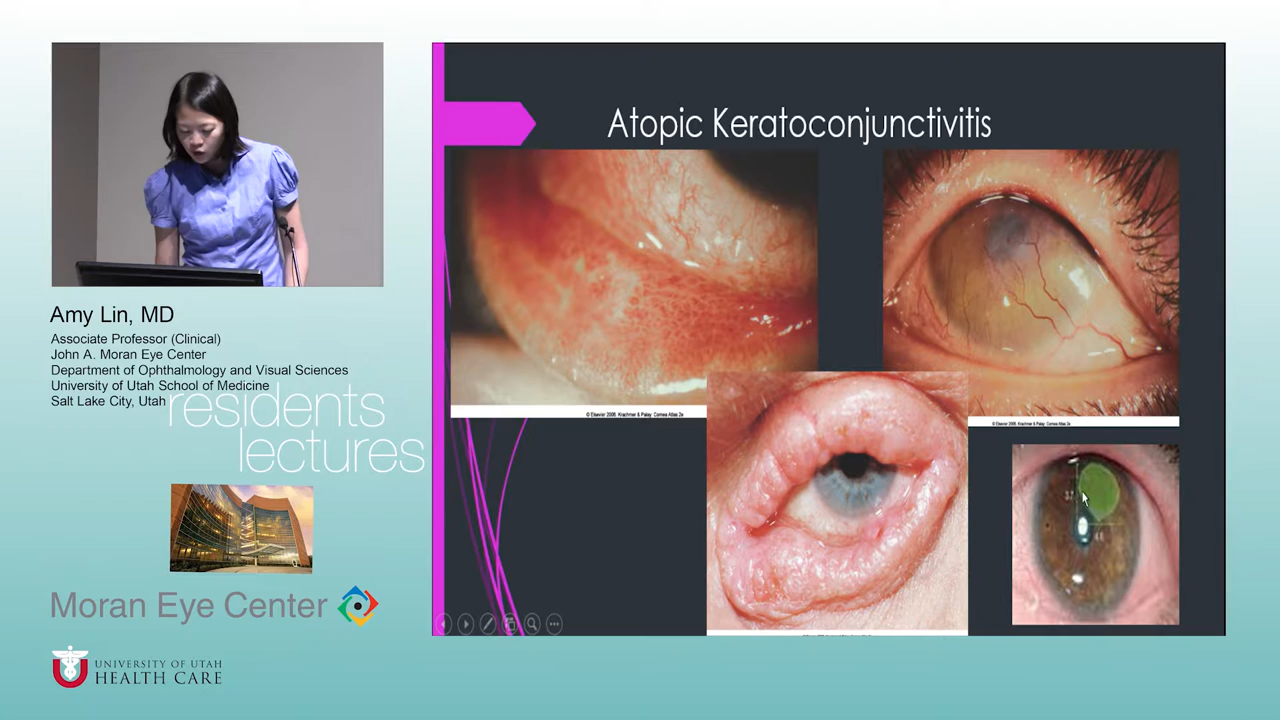 Amy Lin, MD
Associate Professor (Clinical)
John A. Moran Eye Center
Department of Ophthalmology and Visual Sciences
University of Utah School of Medicine
Salt Lake City, Utah
residents
lectures
Moran Eye Center
UNIVERSITY OF UTAH
HEALTH CARE
Atopic Keratoconjunctivitis
© Elsevier 2006. Krachmer & Palay: Cornea Atlas 2e
© Elsevier 2006. Krachmer & Palay: Cornea Atlas 2e